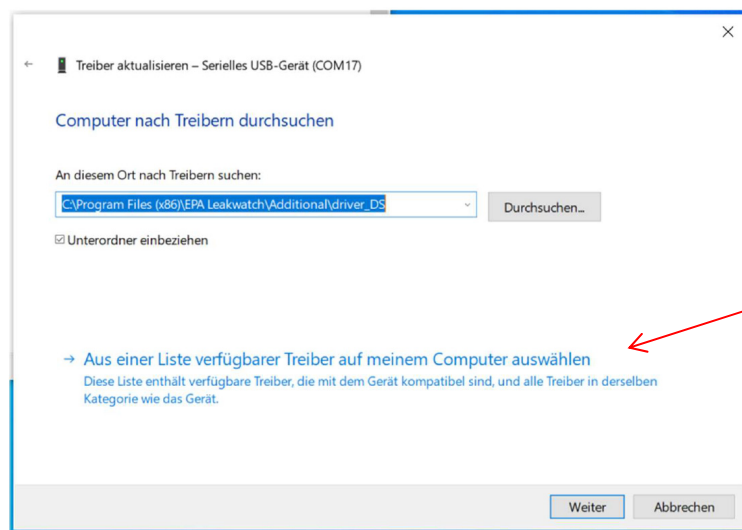 Treiber aktualisieren – Serielles USB-Gerät (COM17)
Computer nach Treibern durchsuchen
An diesem Ort nach Treibern suchen:
C:\Program Files (x86)\EPA Leakwatch\Additional\driver_DS
Durchsuchen...
Unterordner einbeziehen
Aus einer Liste verfügbarer Treiber auf meinem Computer auswählen
Diese Liste enthält verfügbare Treiber, die mit dem Gerät kompatibel sind, und alle Treiber in derselben
Kategorie wie das Gerät.
Weiter
Abbrechen